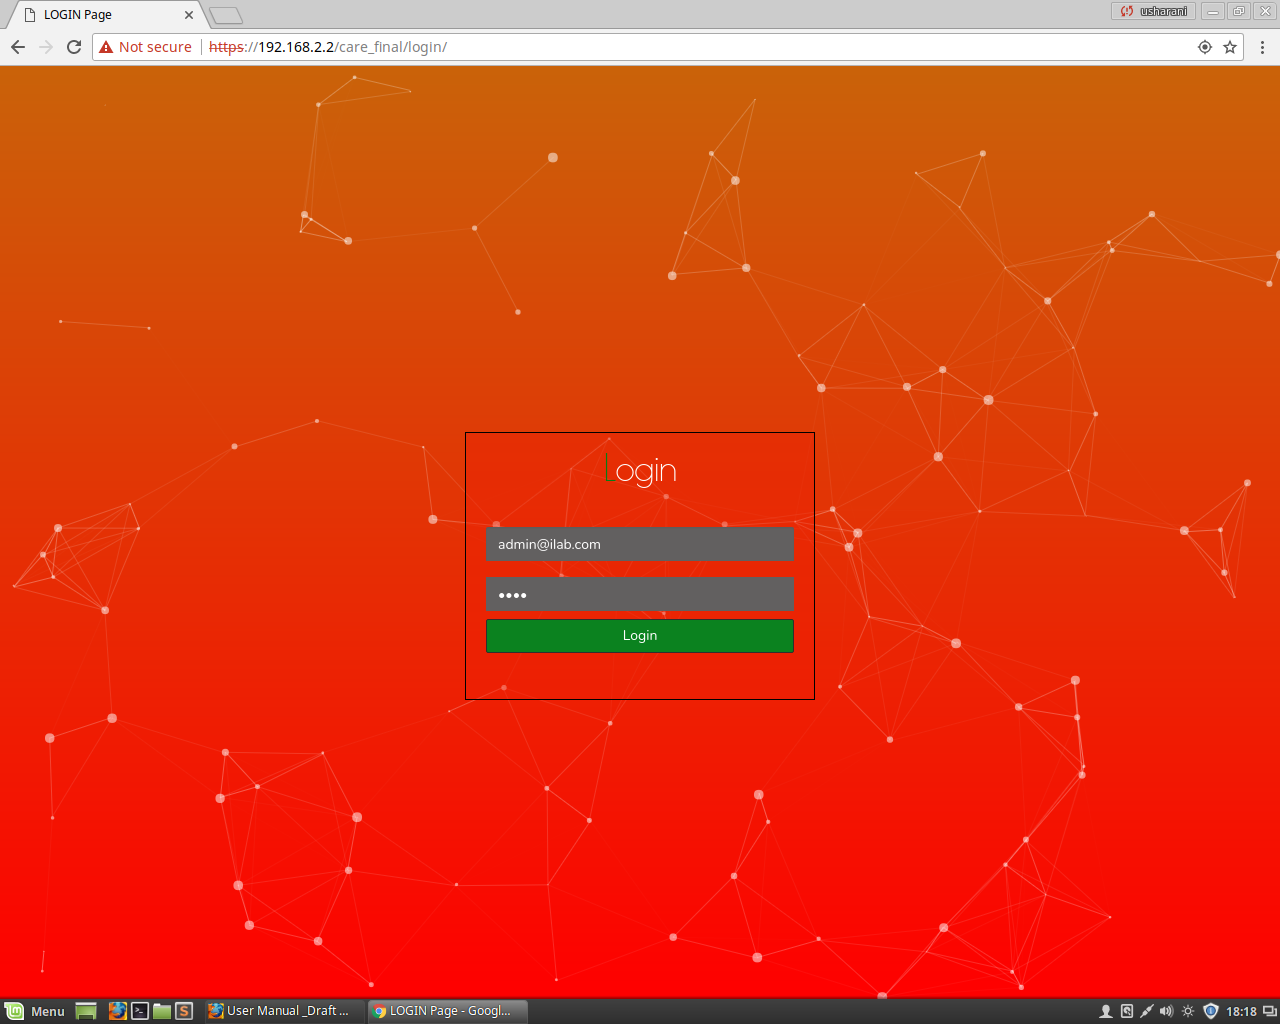 LOGIN Page
usharani
Not secure
https://192.168.2.2/care_final/login/
Login
admin@ilab.com
••••
Login
Menu
User Manual _Draft ...
LOGIN Page - Googl...
18:18